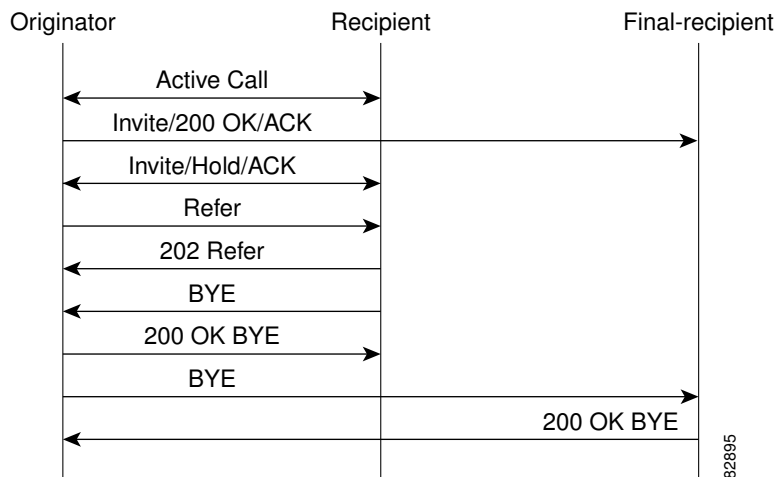 Originator
Recipient
Final-recipient
Active Call
Invite/200 OK/ACK
Invite/Hold/ACK
Refer
202 Refer
BYE
200 OK BYE
BYE
200 OK BYE
82895